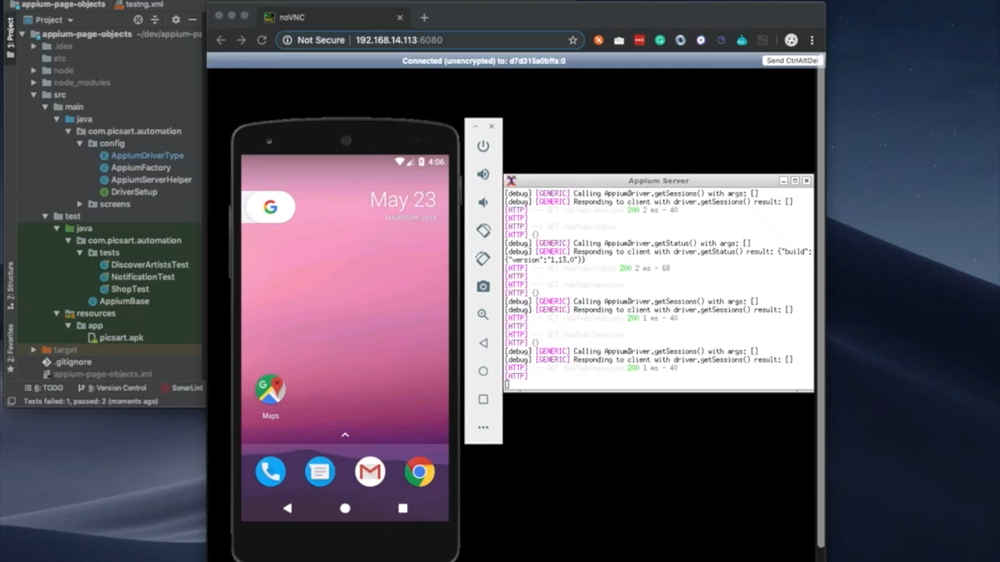 appium-page-objects
testng.xml
Project
appium-page-objects ~/dev/appium-pa
.idea
etc
node
node_modules
src
main
java
com.picsart.automation
config
AppiumDriverType
AppiumFactory
AppiumServerHelper
DriverSetup
screens
test
java
com.picsart.automation
tests
DiscoverArtistsTest
NotificationTest
ShopTest
AppiumBase
resources
app
picsart.apk
target
.gitignore
appium-page-objects.iml
1: Project
7: Structure
2: Favorites
6: TODO
9: Version Control
SonarLint
Tests failed: 1, passed: 2 (moments ago)
noVNC
Not Secure
192.168.14.113:6080
Connected (unencrypted) to: d7d315a0bffa:0
Send CtrlAltDel
4:06
G
May 23
THURSDAY, 2019
Maps
Appium Server
[debug] [GENERIC] Calling AppiumDriver.getSessions() with args: []
[debug] [GENERIC] Responding to client with driver.getSessions() result: []
[HTTP] <-- GET /wd/hub/sessions 200 2 ms - 40
[HTTP]
[HTTP] --> GET /wd/hub/status
[HTTP] {}
[debug] [GENERIC] Calling AppiumDriver.getStatus() with args: []
[debug] [GENERIC] Responding to client with driver.getStatus() result: {"build":
{"version":"1.13.0"}}
[HTTP] <-- GET /wd/hub/status 200 2 ms - 68
[HTTP]
[HTTP] --> GET /wd/hub/sessions
[HTTP] {}
[debug] [GENERIC] Calling AppiumDriver.getSessions() with args: []
[debug] [GENERIC] Responding to client with driver.getSessions() result: []
[HTTP] <-- GET /wd/hub/sessions 200 1 ms - 40
[HTTP]
[HTTP] --> GET /wd/hub/sessions
[HTTP] {}
[debug] [GENERIC] Calling AppiumDriver.getSessions() with args: []
[debug] [GENERIC] Responding to client with driver.getSessions() result: []
[HTTP] <-- GET /wd/hub/sessions 200 1 ms - 40
[HTTP]